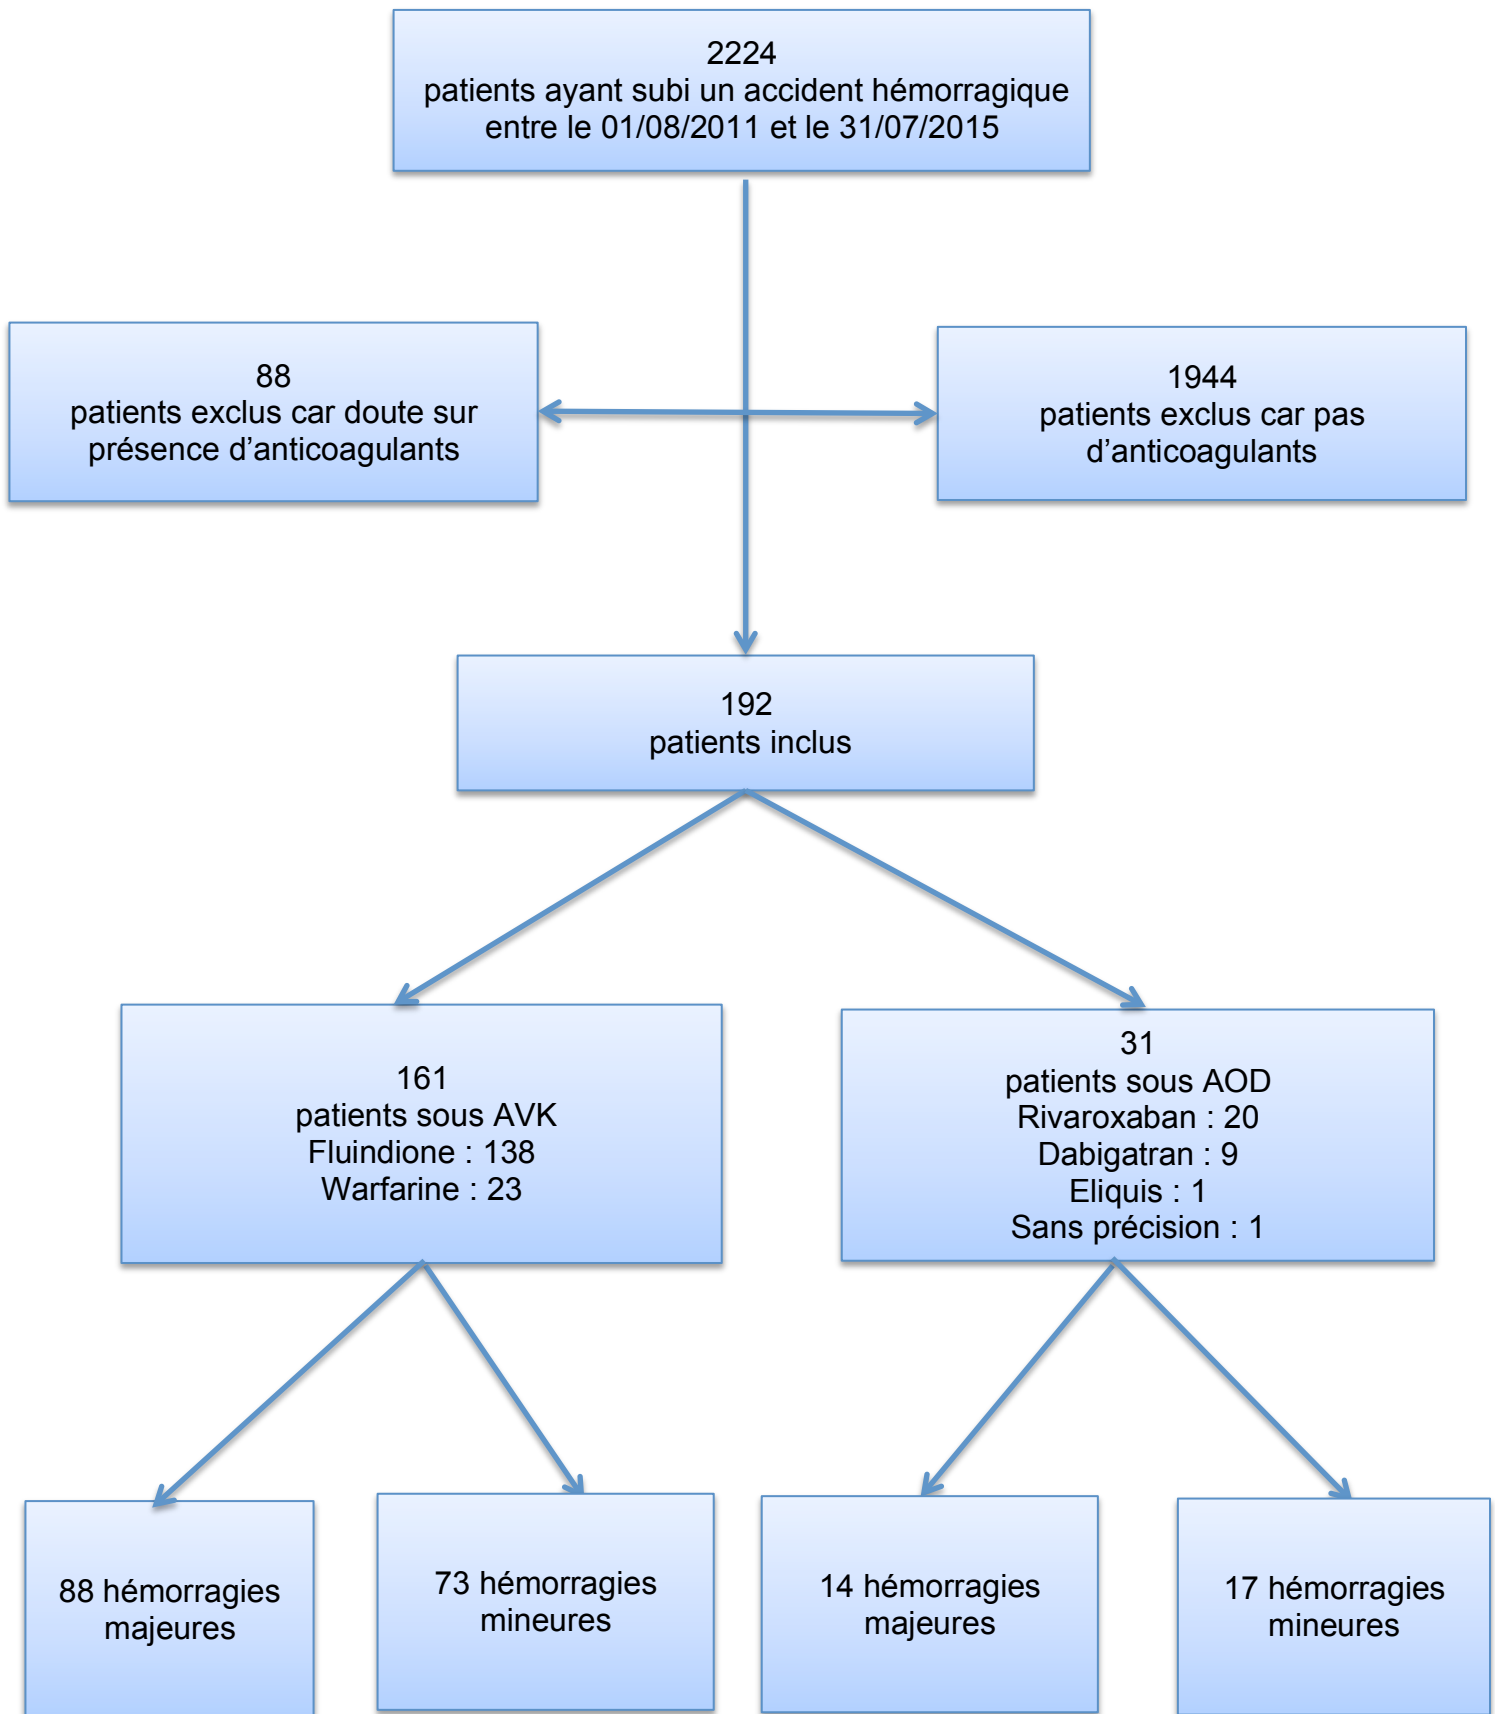 2224
patients ayant subi un accident hémorragique
entre le 01/08/2011 et le 31/07/2015
88
patients exclus car doute sur
présence d’anticoagulants
1944
patients exclus car pas
d’anticoagulants
192
patients inclus
161
patients sous AVK
Fluindione : 138
Warfarine : 23
31
patients sous AOD
Rivaroxaban : 20
Dabigatran : 9
Eliquis : 1
Sans précision : 1
88 hémorragies
majeures
73 hémorragies
mineures
14 hémorragies
majeures
17 hémorragies
mineures